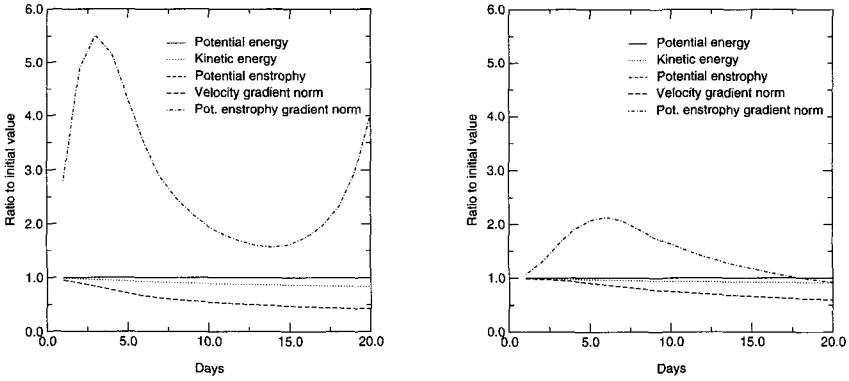 6.0
5.0
4.0
3.0
2.0
1.0
0.0
0.0
5.0
10.0
15.0
20.0
Ratio to initial value
Days
Potential energy
Kinetic energy
Potential enstrophy
Velocity gradient norm
Pot. enstrophy gradient norm
6.0
5.0
4.0
3.0
2.0
1.0
0.0
0.0
5.0
10.0
15.0
20.0
Ratio to initial value
Days
Potential energy
Kinetic energy
Potential enstrophy
Velocity gradient norm
Pot. enstrophy gradient norm